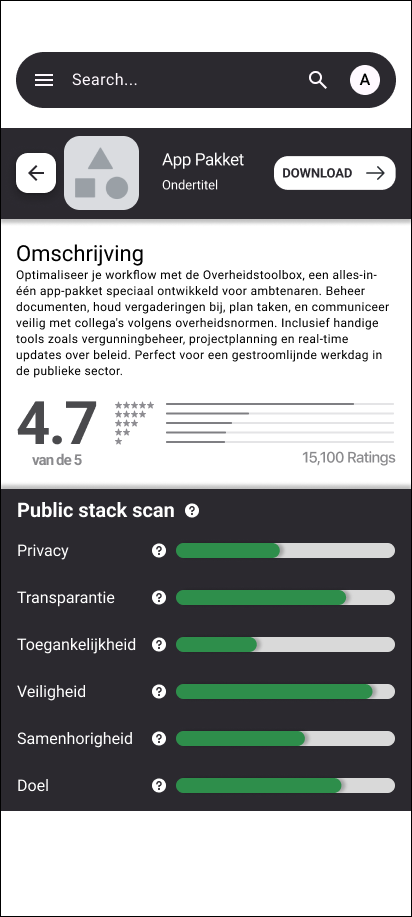 Search...
A
App Pakket
Ondertitel
DOWNLOAD
Omschrijving
Optimaliseer je workflow met de Overheidstoolbox, een alles-in-
één app-pakket speciaal ontwikkeld voor ambtenaren. Beheer
documenten, houd vergaderingen bij, plan taken, en communiceer
veilig met collega's volgens overheidsnormen. Inclusief handige
tools zoals vergunningbeheer, projectplanning en real-time
updates over beleid. Perfect voor een gestroomlijnde werkdag in
de publieke sector.
4.7
van de 5
15,100 Ratings
Public stack scan ?
Privacy ?
Transparantie ?
Toegankelijkheid ?
Veiligheid ?
Samenhorigheid ?
Doel ?